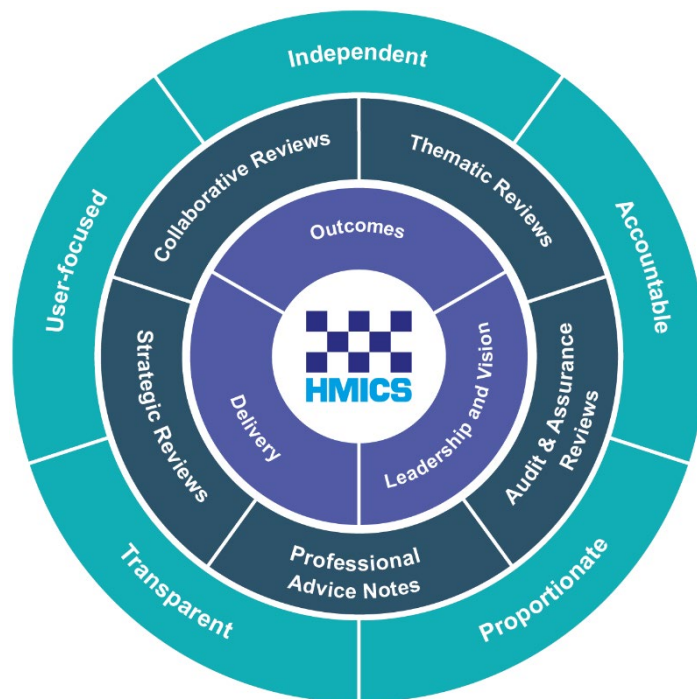 Independent
Accountable
Proportionate
Transparent
User-focused
Collaborative Reviews
Thematic Reviews
Audit & Assurance
Reviews
Professional
Advice Notes
Strategic Reviews
Outcomes
Leadership and Vision
Delivery
HMICS